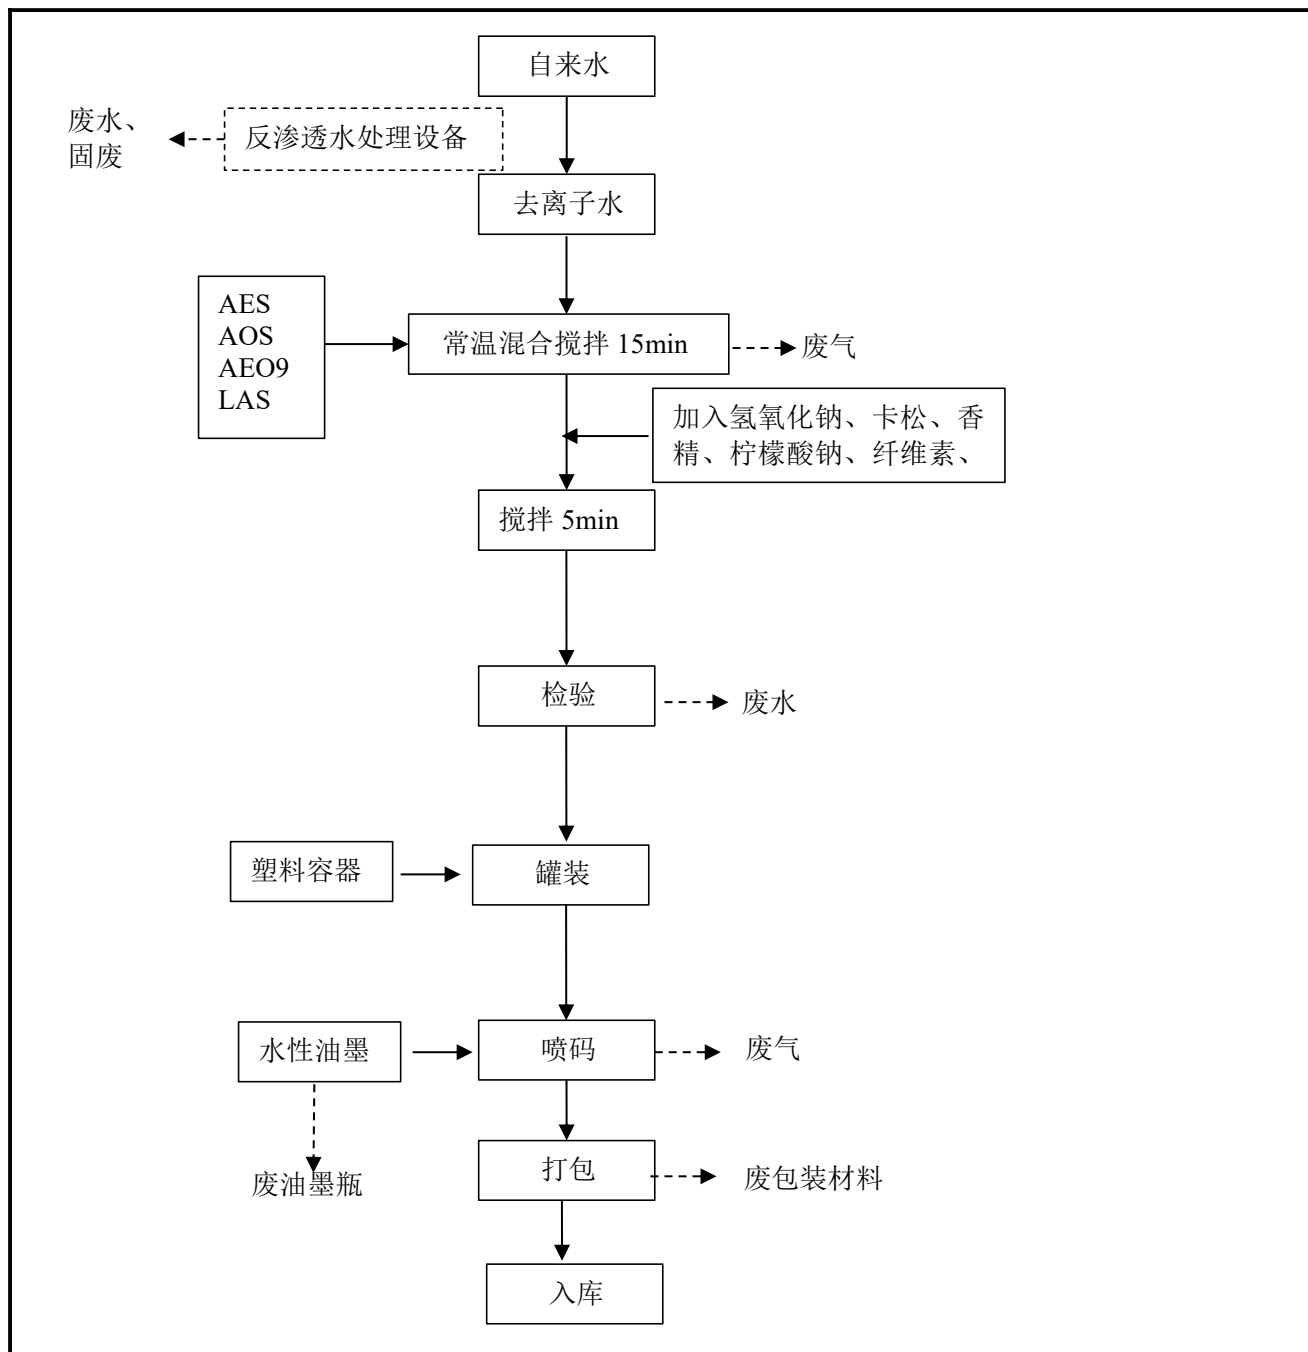 自来水
废水、
固废
反渗透水处理设备
去离子水
AES
AOS
AEO9
LAS
常温混合搅拌 15min
废气
加入氢氧化钠、卡松、香
精、柠檬酸钠、纤维素、
搅拌 5min
检验
废水
塑料容器
罐装
水性油墨
喷码
废气
废油墨瓶
打包
废包装材料
入库